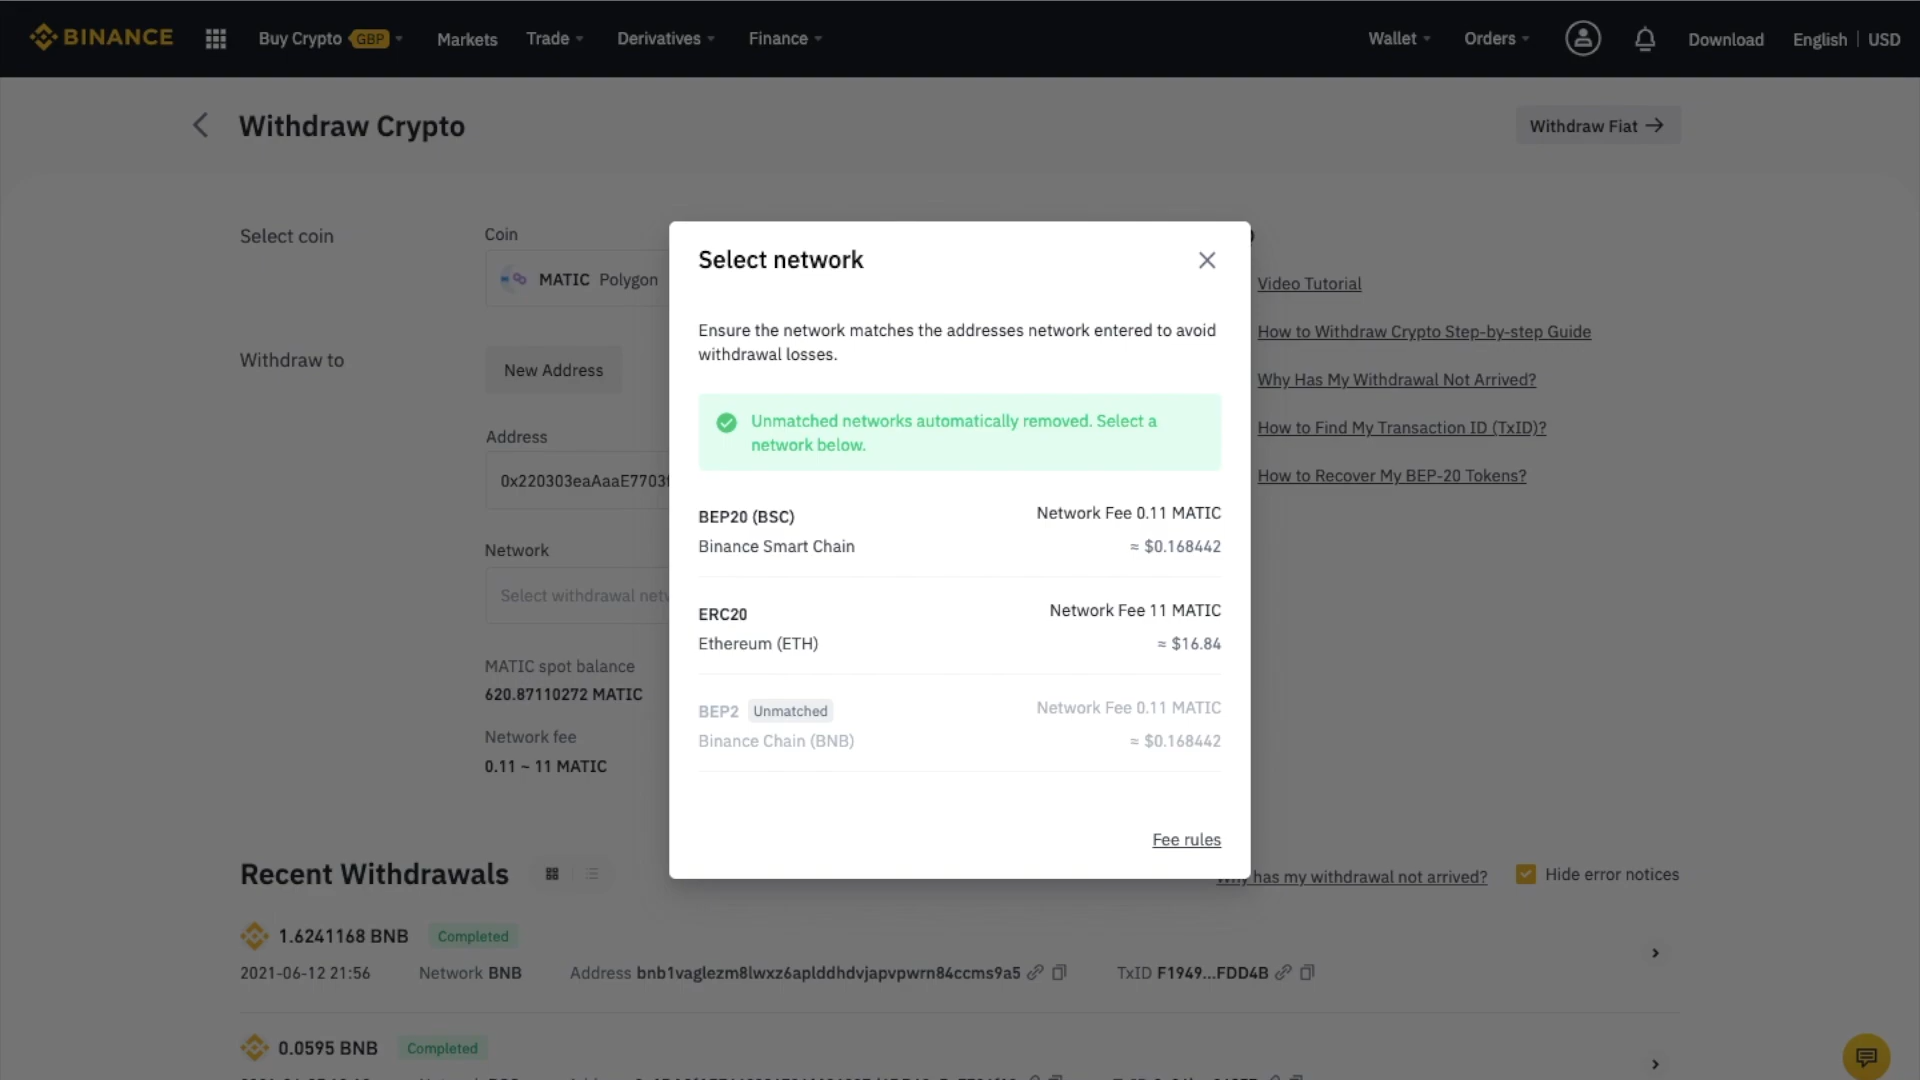 BINANCE
Buy Crypto GBP
Markets
Trade
Derivatives
Finance
Wallet
Orders
Download
English | USD
Withdraw Crypto
Withdraw Fiat →
Select coin
Coin
MATIC Polygon
Withdraw to
New Address
Address
0x220303eaAaaE7703
Network
Select withdrawal
MATIC spot balance
620.87110272 MATIC
Network fee
0.11 ~ 11 MATIC
Select network
Ensure the network matches the addresses network entered to avoid
withdrawal losses.
Unmatched networks automatically removed. Select a
network below.
BEP20 (BSC)
Network Fee 0.11 MATIC
Binance Smart Chain
≈ $0.168442
ERC20
Network Fee 11 MATIC
Ethereum (ETH)
≈ $16.84
BEP2 Unmatched
Network Fee 0.11 MATIC
Binance Chain (BNB)
≈ $0.168442
Fee rules
Video Tutorial
How to Withdraw Crypto Step-by-step Guide
Why Has My Withdrawal Not Arrived?
How to Find My Transaction ID (TxID)?
How to Recover My BEP-20 Tokens?
Recent Withdrawals
Why has my withdrawal not arrived?
Hide error notices
1.6241168 BNB Completed
2021-06-12 21:56 Network BNB Address bnb1vaglezm8lwxz6aplddhdvjapvpwrn84ccms9a5 TxID F1949...FDD4B
0.0595 BNB Completed